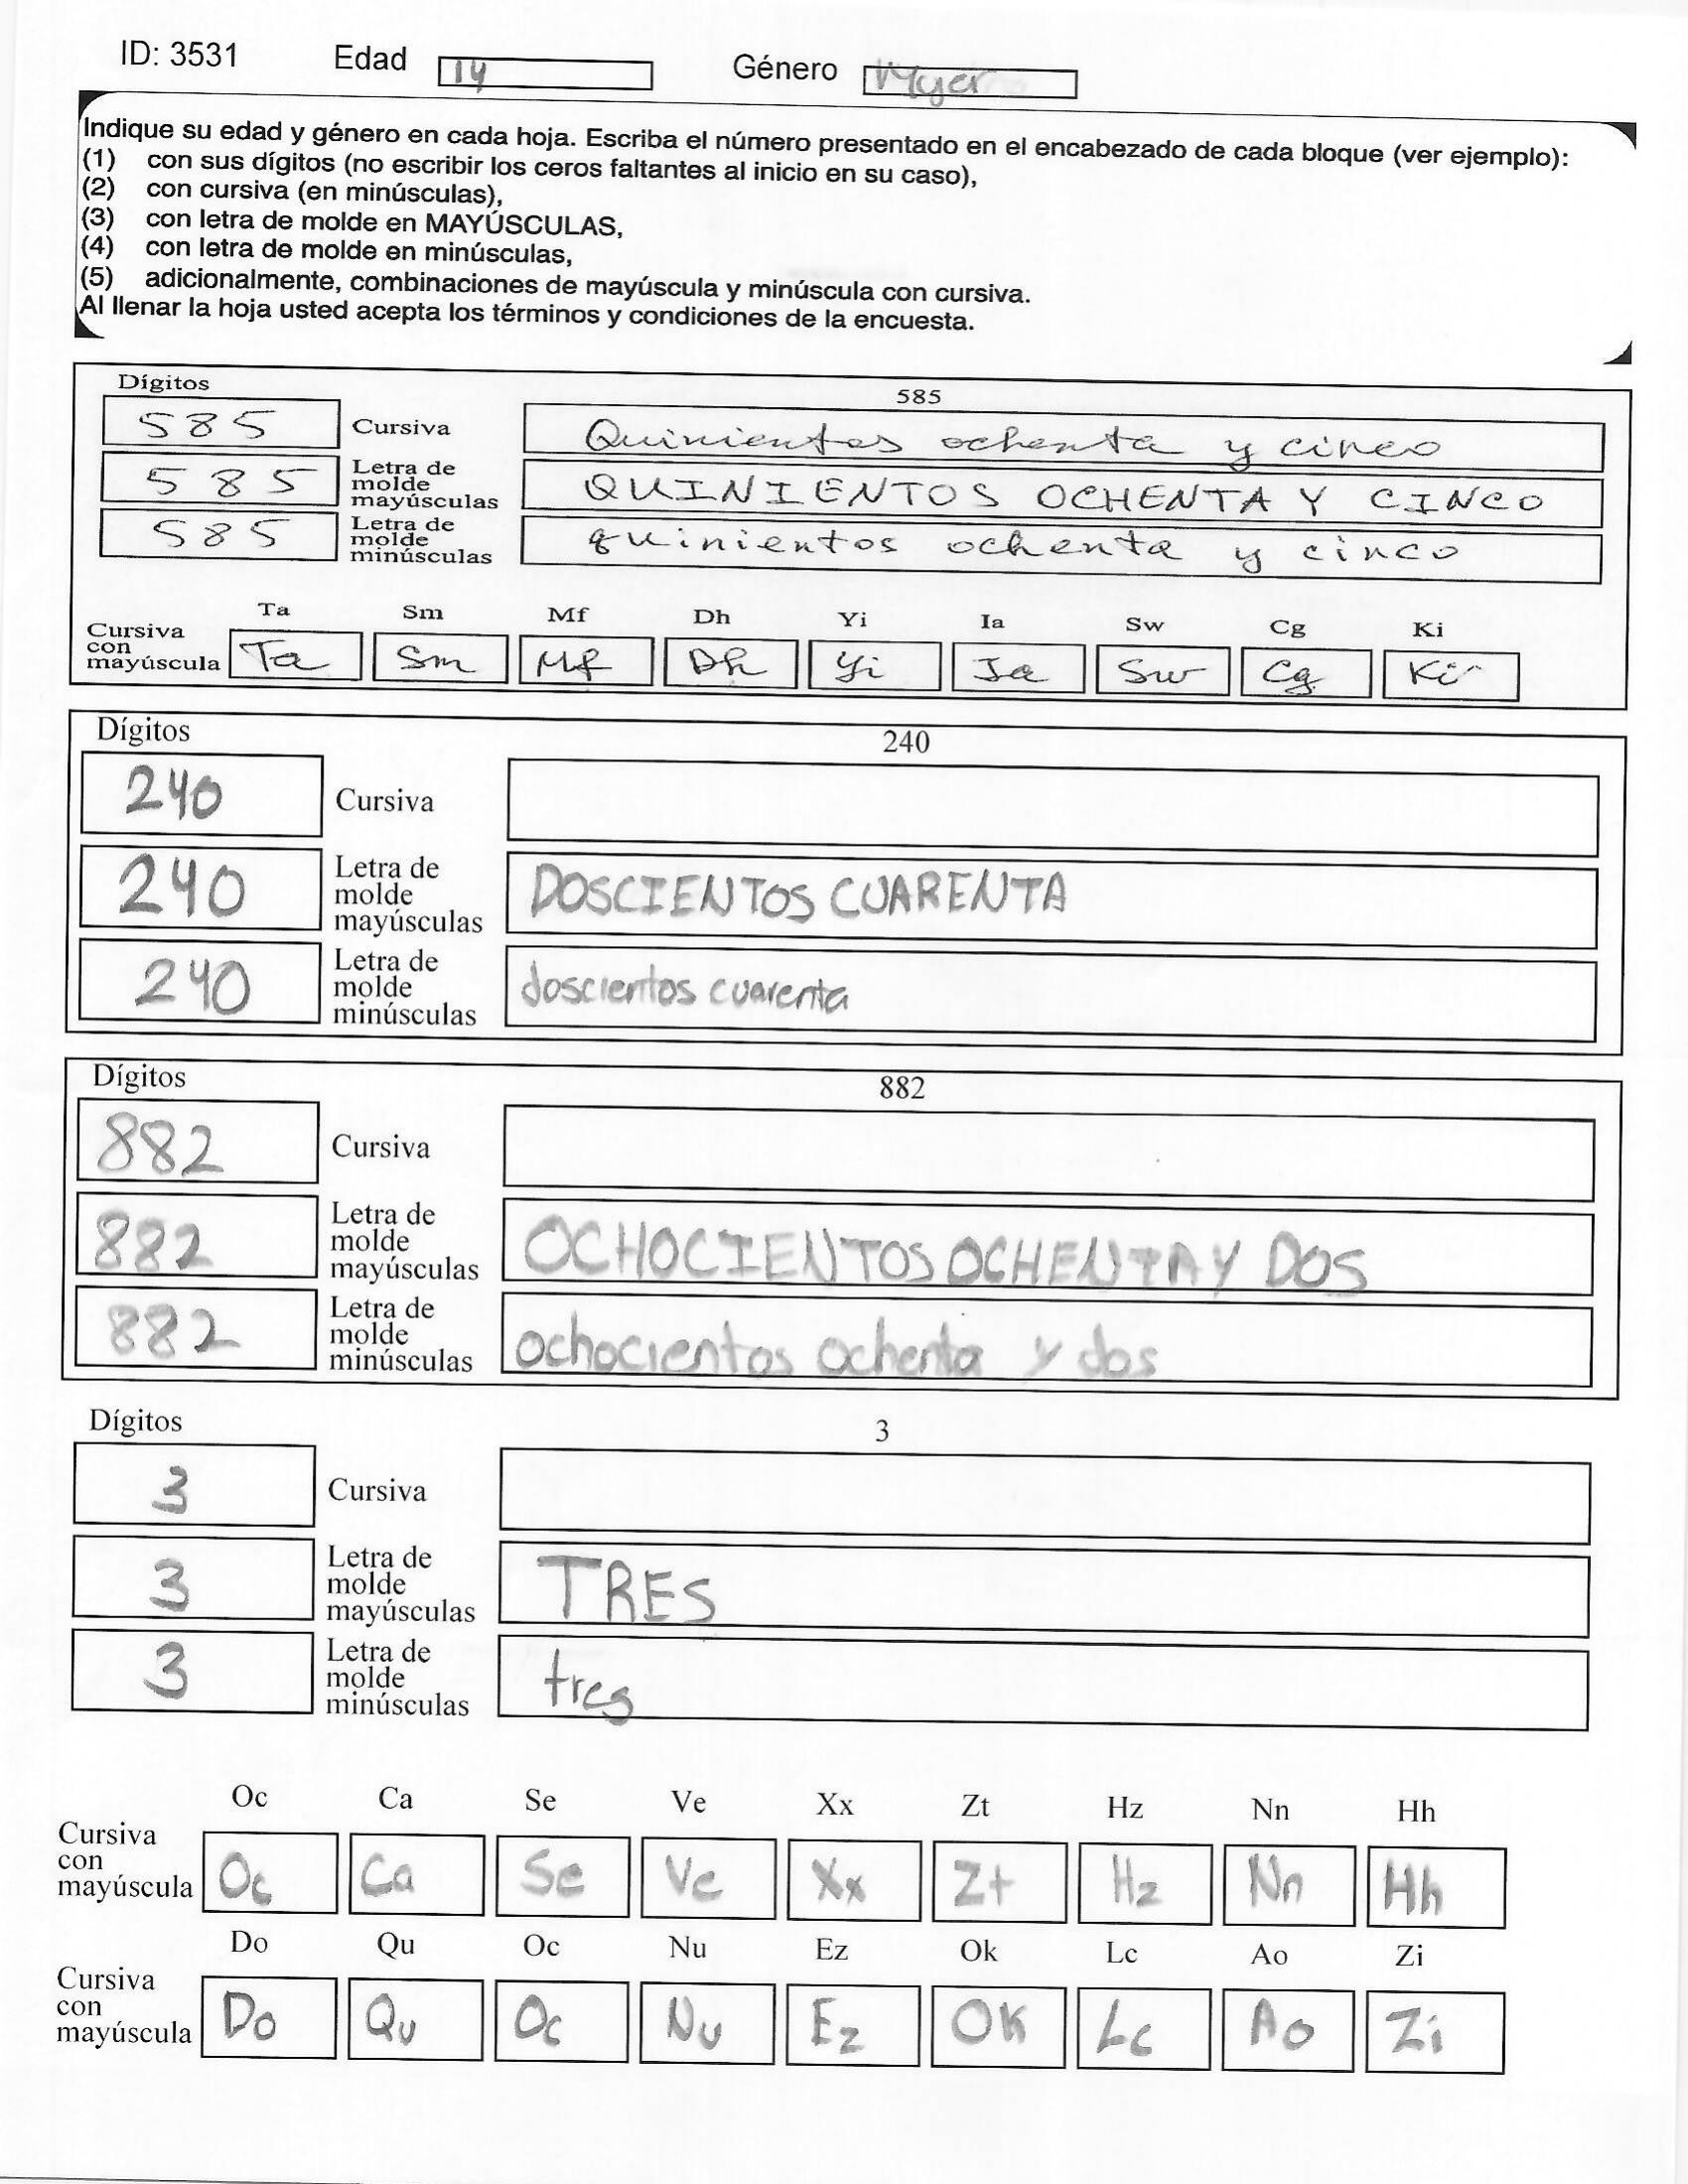 ID: 3531 Edad 14 Género Mujer
Indique su edad y género en cada hoja. Escriba el número presentado en el encabezado de cada bloque (ver ejemplo):
(1) con sus dígitos (no escribir los ceros faltantes al inicio en su caso),
(2) con cursiva (en minúsculas),
(3) con letra de molde en MAYÚSCULAS,
(4) con letra de molde en minúsculas,
(5) adicionalmente, combinaciones de mayúscula y minúscula con cursiva.
Al llenar la hoja usted acepta los términos y condiciones de la encuesta.
Dígitos 585
585 Cursiva Quinientos ochenta y cinco
585 Letra de molde mayúsculas QUINIENTOS OCHENTA Y CINCO
585 Letra de molde minúsculas quinientos ochenta y cinco
Ta Sm Mf Dh Yi Ia Sw Cg Ki
Cursiva con mayúscula Ta Sm Mf Dh Yi Ia Sw Cg Ki
Dígitos 240
240 Cursiva
240 Letra de molde mayúsculas DOSCIENTOS CUARENTA
240 Letra de molde minúsculas doscientos cuarenta
Dígitos 882
882 Cursiva
882 Letra de molde mayúsculas OCHOCIENTOS OCHENTA Y DOS
882 Letra de molde minúsculas ochocientos ochenta y dos
Dígitos 3
3 Cursiva
3 Letra de molde mayúsculas TRES
3 Letra de molde minúsculas tres
Oc Ca Se Ve Xx Zt Hz Nn Hh
Cursiva con mayúscula Oc Ca Se Ve Xx Zt Hz Nn Hh
Do Qu Oc Nu Ez Ok Lc Ao Zi
Cursiva con mayúscula Do Qu Oc Nu Ez OK Lc Ao Zi